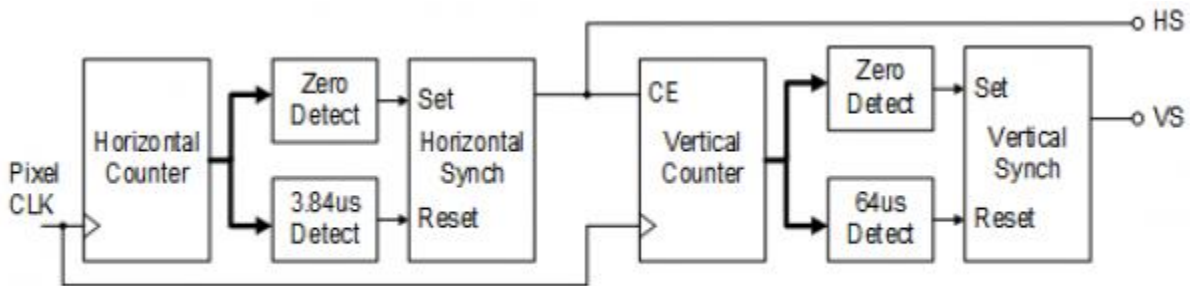 HS
Zero
Detect
Set
CE
Zero
Detect
Set
VS
Horizontal
Counter
Horizontal
Synch
Vertical
Counter
Vertical
Synch
Pixel
CLK
3.84us
Detect
Reset
64us
Detect
Reset